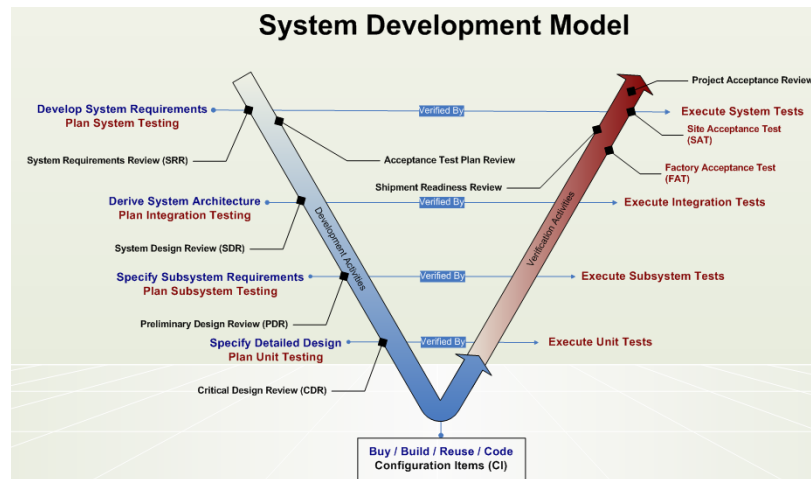 System Development Model
Project Acceptance Review
Develop System Requirements
Plan System Testing
Verified By
Execute System Tests
System Requirements Review (SRR)
Acceptance Test Plan Review
Site Acceptance Test
(SAT)
Shipment Readiness Review
Factory Acceptance Test
(FAT)
Derive System Architecture
Plan Integration Testing
Verified By
Execute Integration Tests
System Design Review (SDR)
Development Activities
Verification Activities
Specify Subsystem Requirements
Plan Subsystem Testing
Verified By
Execute Subsystem Tests
Preliminary Design Review (PDR)
Specify Detailed Design
Plan Unit Testing
Verified By
Execute Unit Tests
Critical Design Review (CDR)
Buy / Build / Reuse / Code
Configuration Items (CI)